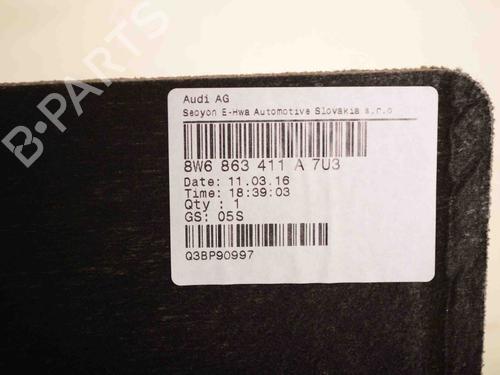 Audi AG
Seoyon E-Hwa Automotive Slovakia s.r.o
8W6 863 411 A 7U3
Date: 11.03.16
Time: 18:39:03
Qty : 1
GS: 05S
Q3BP90997
B-PARTS